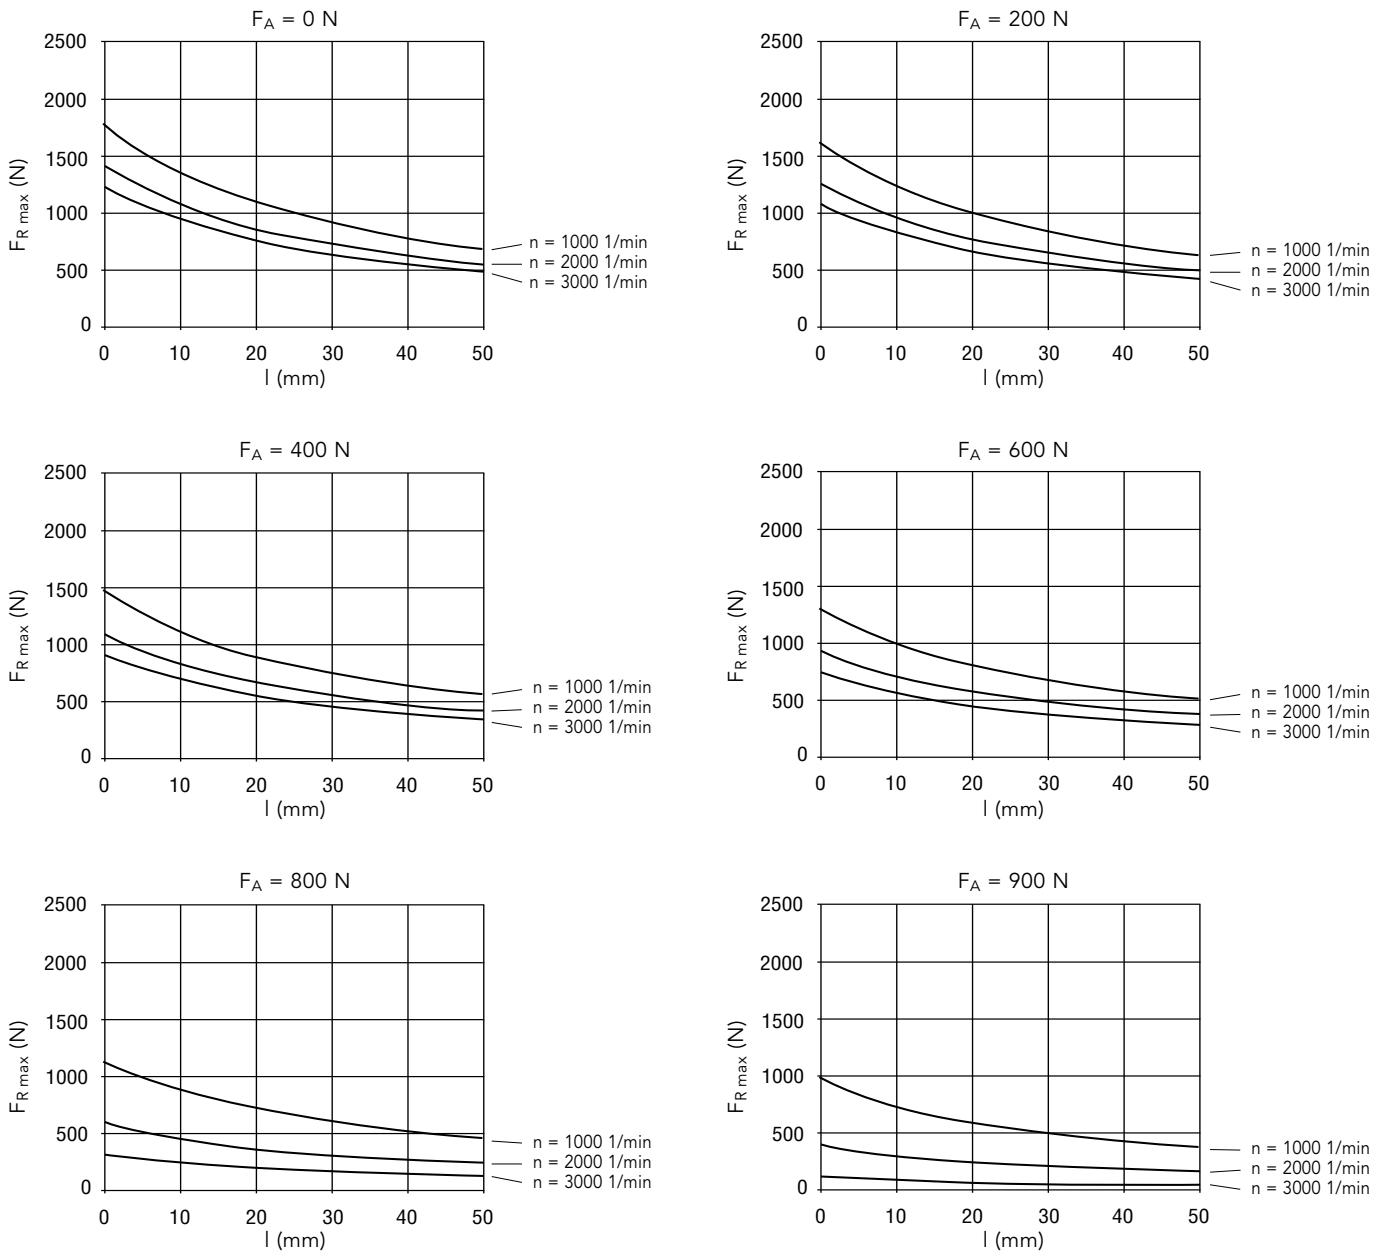 F_A = 0 N
2500
2000
1500
1000
500
0
F_R max (N)
0 10 20 30 40 50
l (mm)
n = 1000 1/min
n = 2000 1/min
n = 3000 1/min
F_A = 200 N
2500
2000
1500
1000
500
0
F_R max (N)
0 10 20 30 40 50
l (mm)
n = 1000 1/min
n = 2000 1/min
n = 3000 1/min
F_A = 400 N
2500
2000
1500
1000
500
0
F_R max (N)
0 10 20 30 40 50
l (mm)
n = 1000 1/min
n = 2000 1/min
n = 3000 1/min
F_A = 600 N
2500
2000
1500
1000
500
0
F_R max (N)
0 10 20 30 40 50
l (mm)
n = 1000 1/min
n = 2000 1/min
n = 3000 1/min
F_A = 800 N
2500
2000
1500
1000
500
0
F_R max (N)
0 10 20 30 40 50
l (mm)
n = 1000 1/min
n = 2000 1/min
n = 3000 1/min
F_A = 900 N
2500
2000
1500
1000
500
0
F_R max (N)
0 10 20 30 40 50
l (mm)
n = 1000 1/min
n = 2000 1/min
n = 3000 1/min